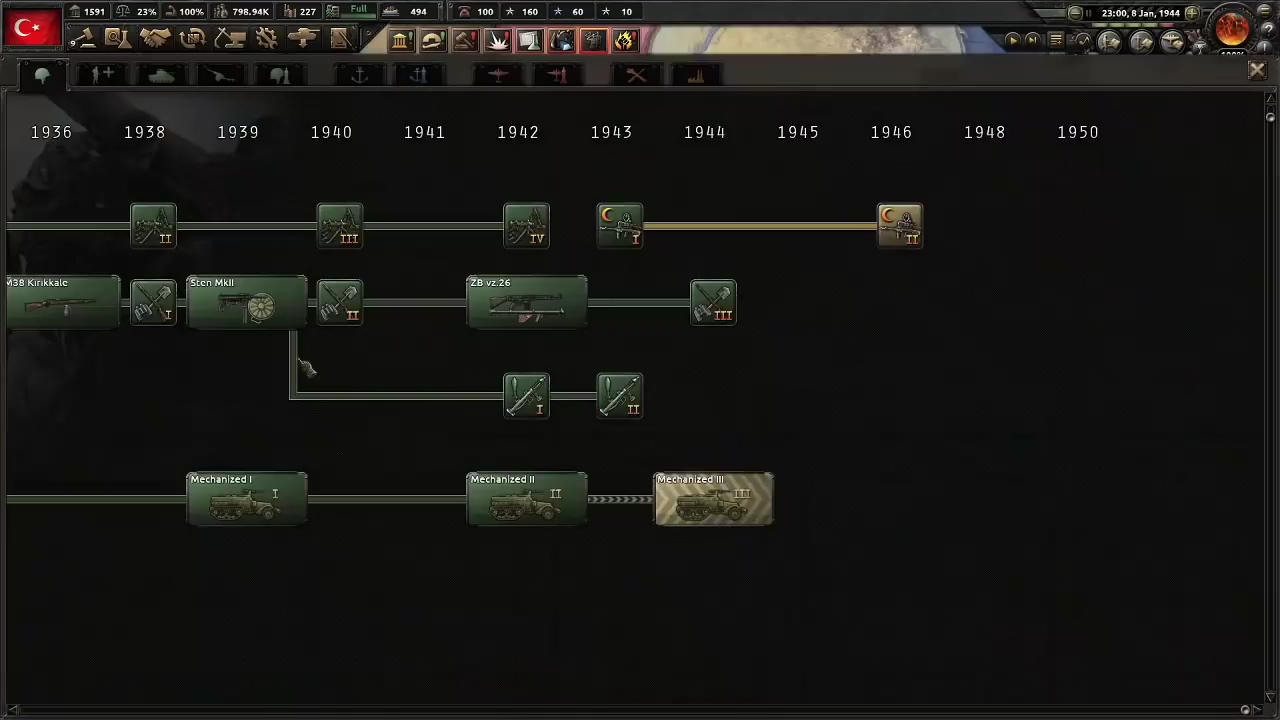 1591 23% 100% 798.94K 227 Full 494 100 160 60 10 23:00, 8 Jan, 1944
9 100%
1936 1938 1939 1940 1941 1942 1943 1944 1945 1946 1948 1950
II III IV I II
M38 Kirikkale I Sten MkII II ZB vz.26 III
I II
Mechanized I I Mechanized II II Mechanized III III